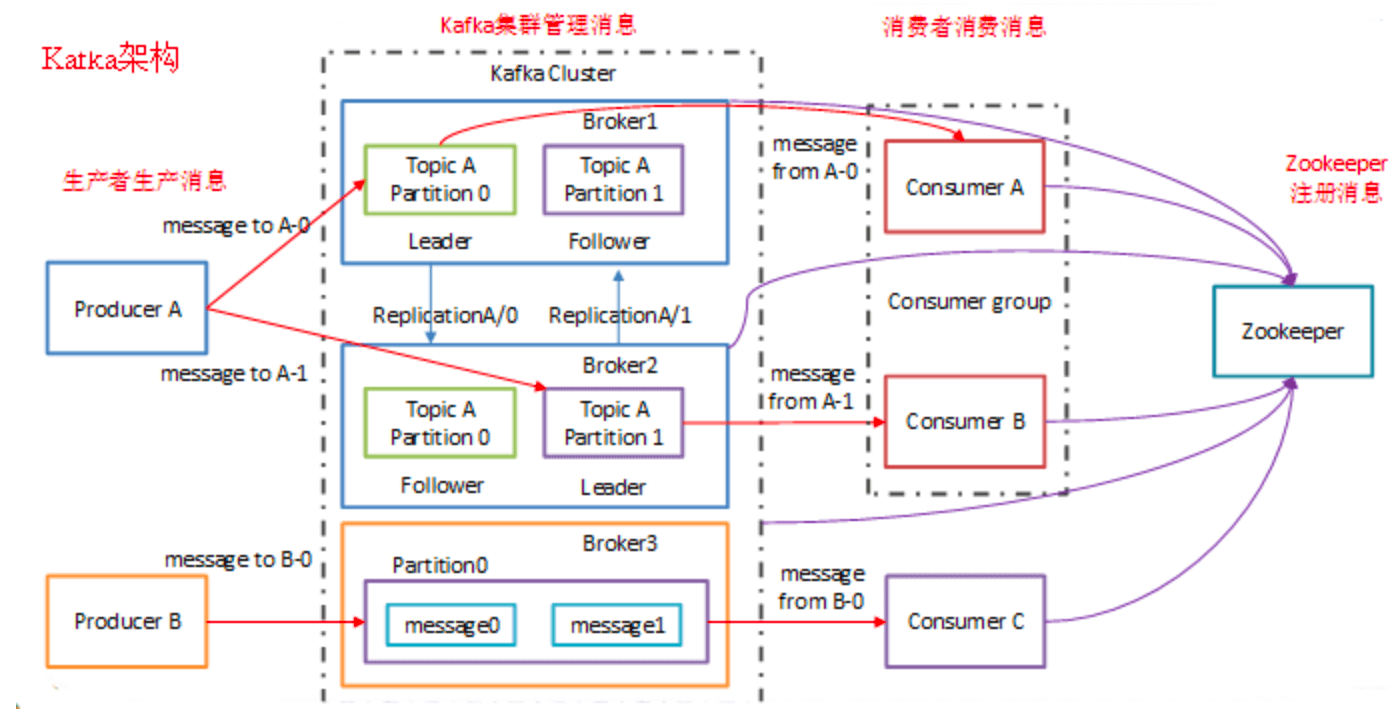 Kafka架构
Kafka集群管理消息
消费者消费消息
Kafka Cluster
Broker1
Topic A
Partition 0
Topic A
Partition 1
Leader
Follower
message
from A-0
Consumer A
Zookeeper
注册消息
生产者生产消息
message to A-0
Producer A
message to A-1
ReplicationA/0
ReplicationA/1
Consumer group
Zookeeper
Broker2
Topic A
Partition 0
Topic A
Partition 1
Follower
Leader
message
from A-1
Consumer B
message to B-0
Producer B
Broker3
Partition0
message0
message1
message
from B-0
Consumer C